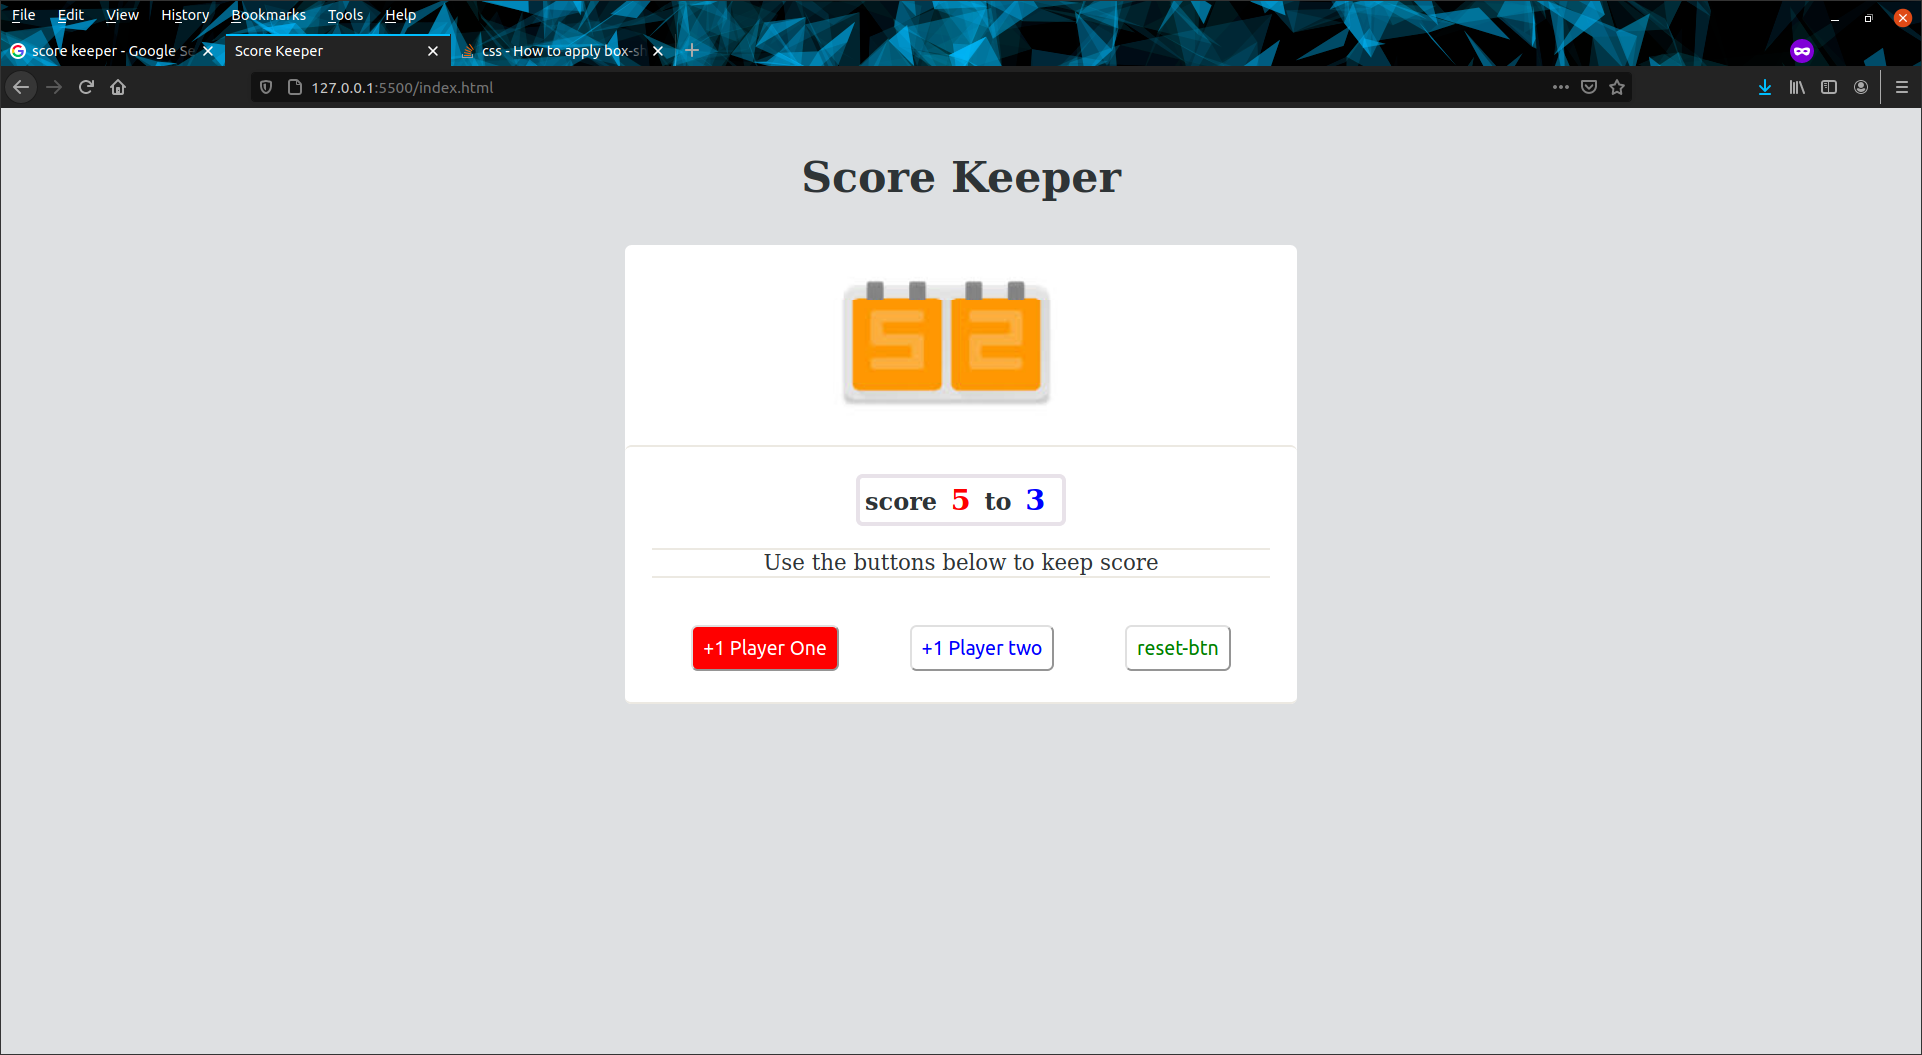 File Edit View History Bookmarks Tools Help
score keeper - Google Se
Score Keeper
css - How to apply box-sh
127.0.0.1:5500/index.html
Score Keeper
52
score 5 to 3
Use the buttons below to keep score
+1 Player One
+1 Player two
reset-btn